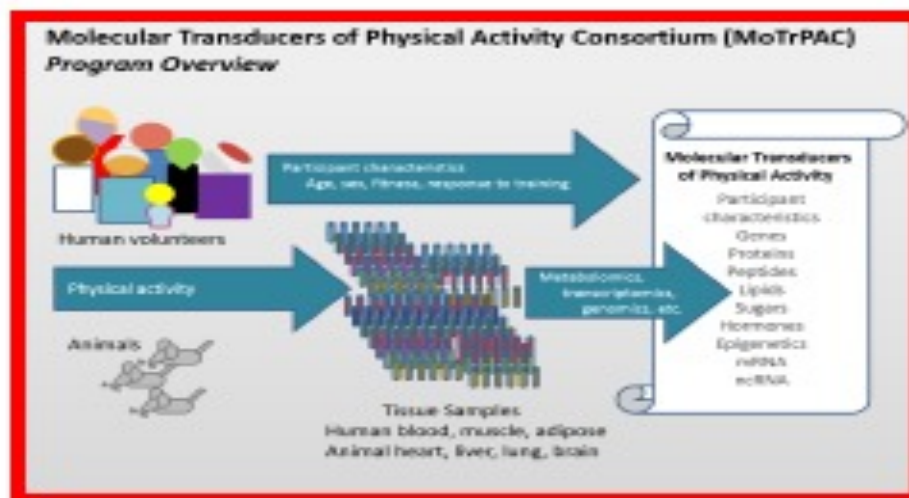 Molecular Transducers of Physical Activity Consortium (MoTrPAC)
Program Overview
Human volunteers
Participant characteristics
Age, sex, fitness, response to training
Physical activity
Animals
Tissue Samples
Human blood, muscle, adipose
Animal heart, liver, lung, brain
Metabolomics,
transcriptomics,
genomics, etc.
Molecular Transducers
of Physical Activity
Participant
characteristics
Genes
Proteins
Peptides
Lipids
Sugars
Hormones
Epigenetics
mRNA
ncRNA